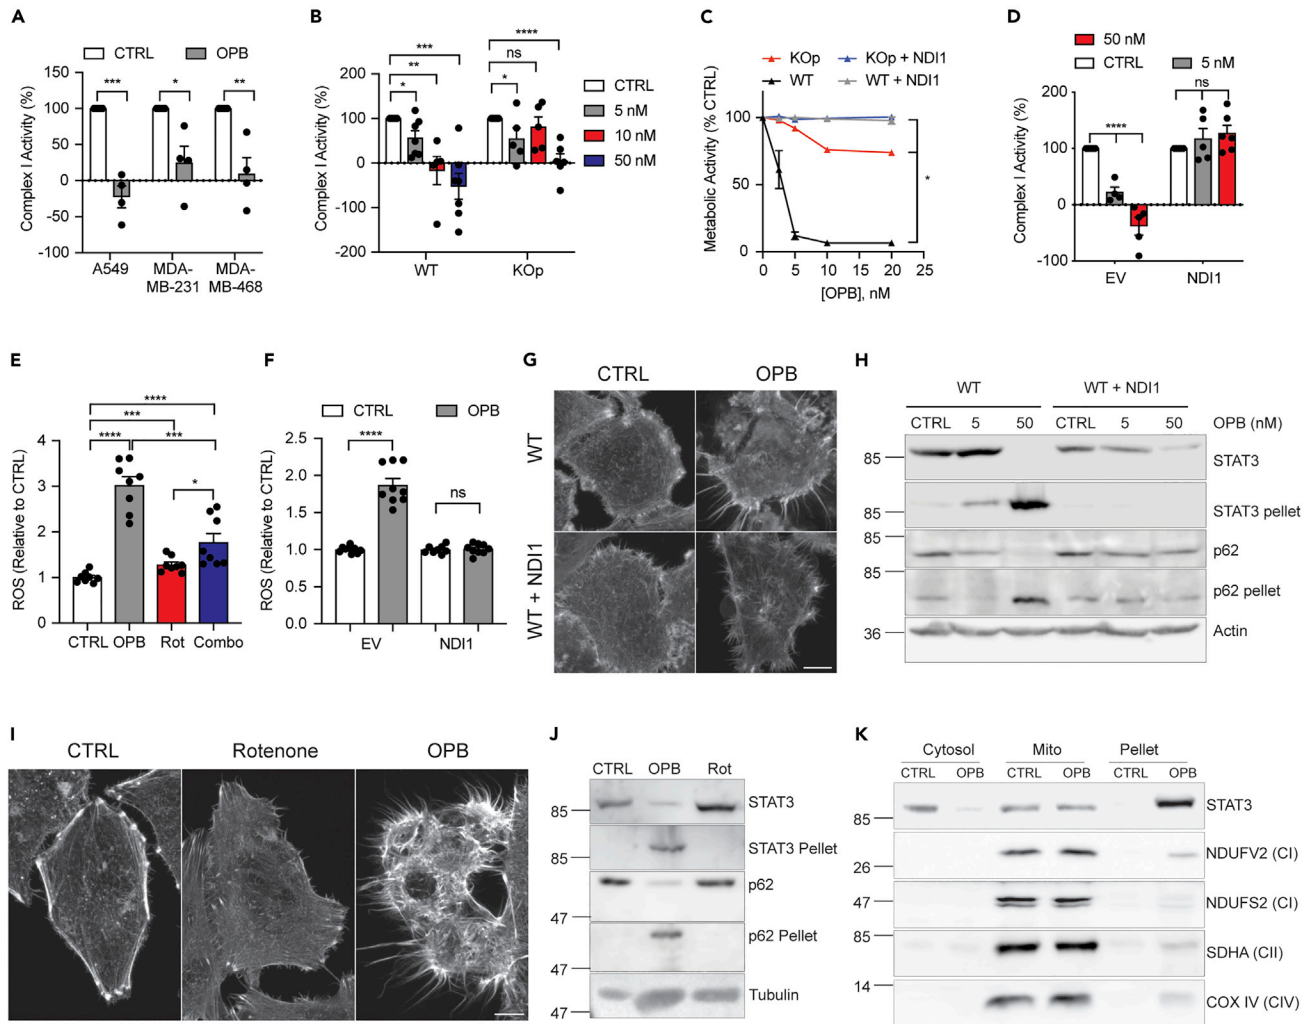 A
CTRL OPB
Complex I Activity (%)
150
100
50
0
-50
-100
*** * **
A549 MDA- MDA-
MB-231 MB-468
B
Complex I Activity (%)
200
100
0
-100
-200
*** ****
** ns
* *
CTRL
5 nM
10 nM
50 nM
WT KOp
C
KOp KOp + NDI1
WT WT + NDI1
Metabolic Activity (% CTRL)
100
50
0
*
0 5 10 15 20 25
[OPB], nM
D
50 nM
CTRL 5 nM
Complex I Activity (%)
200
100
0
-100
**** ns
EV NDI1
E
ROS (Relative to CTRL)
4
3
2
1
0
****
***
**** ***
*
CTRL OPB Rot Combo
F
CTRL OPB
ROS (Relative to CTRL)
2.5
2.0
1.5
1.0
0.5
0.0
**** ns
EV NDI1
G
CTRL OPB
WT
WT + NDI1
H
WT WT + NDI1
CTRL 5 50 CTRL 5 50 OPB (nM)
85 STAT3
85 STAT3 pellet
85 p62
85 p62 pellet
36 Actin
I
CTRL Rotenone OPB
J
CTRL OPB Rot
85 STAT3
85 STAT3 Pellet
p62
47
p62 Pellet
47
Tubulin
47
K
Cytosol Mito Pellet
CTRL OPB CTRL OPB CTRL OPB
85 STAT3
26 NDUFV2 (CI)
47 NDUFS2 (CI)
85 SDHA (CII)
14 COX IV (CIV)